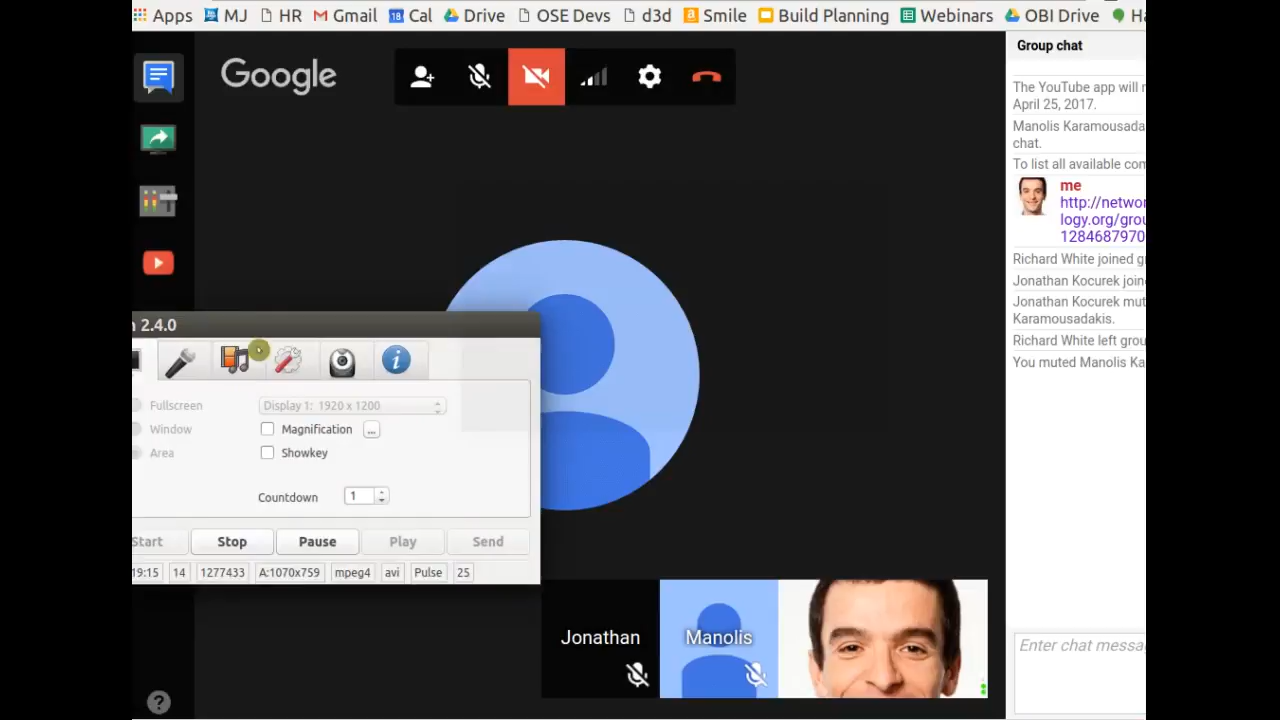 Apps MJ HR Gmail 18 Cal Drive OSE Devs d3d Smile Build Planning Webinars OBI Drive Ha
Google
Group chat
The YouTube app will r
April 25, 2017.
Manolis Karamousada
chat.
To list all available com
me
http://networ
logy.org/grou
1284687970
Richard White joined gr
Jonathan Kocurek join
Jonathan Kocurek mut
Karamousadakis.
Richard White left grou
You muted Manolis Ka
n 2.4.0
Fullscreen Display 1: 1920 x 1200
Window Magnification ...
Area Showkey
Countdown 1
Start Stop Pause Play Send
19:15 14 1277433 A:1070x759 mpeg4 avi Pulse 25
Jonathan Manolis
Enter chat messa
?